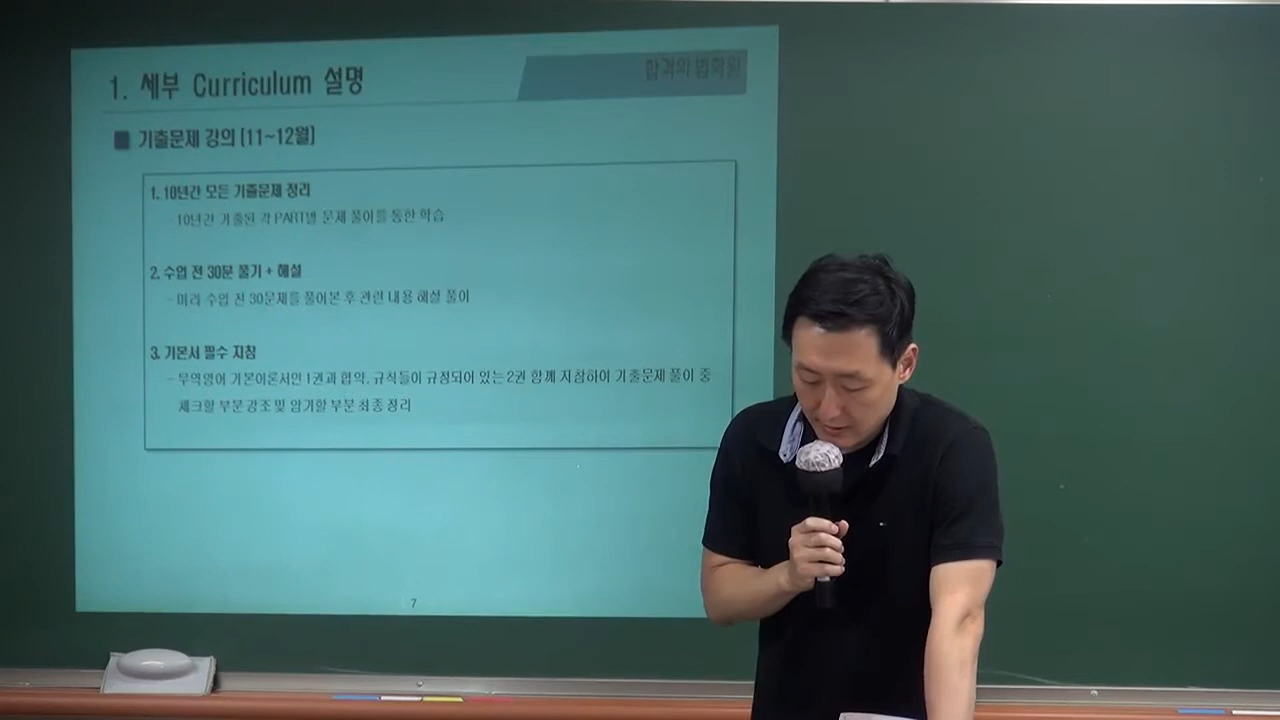 1. 세부 Curriculum 설명
합격의 법학원
기출문제 강의 (11~12월)
1. 10년간 모든 기출문제 정리
- 10년간 기출된 각 PART별 문제 풀이를 통한 학습
2. 수업 전 30분 풀기 + 해설
- 미리 수업 전 30문제를 풀어본 후 관련 내용 해설 풀이
3. 기본서 필수 지참
- 무역영어 기본이론서만 1권과 협약, 규칙들이 규정되어 있는 2권 함께 지참하여 기출문제 풀이 중
체크할 부분 강조 및 암기할 부분 최종 정리
7